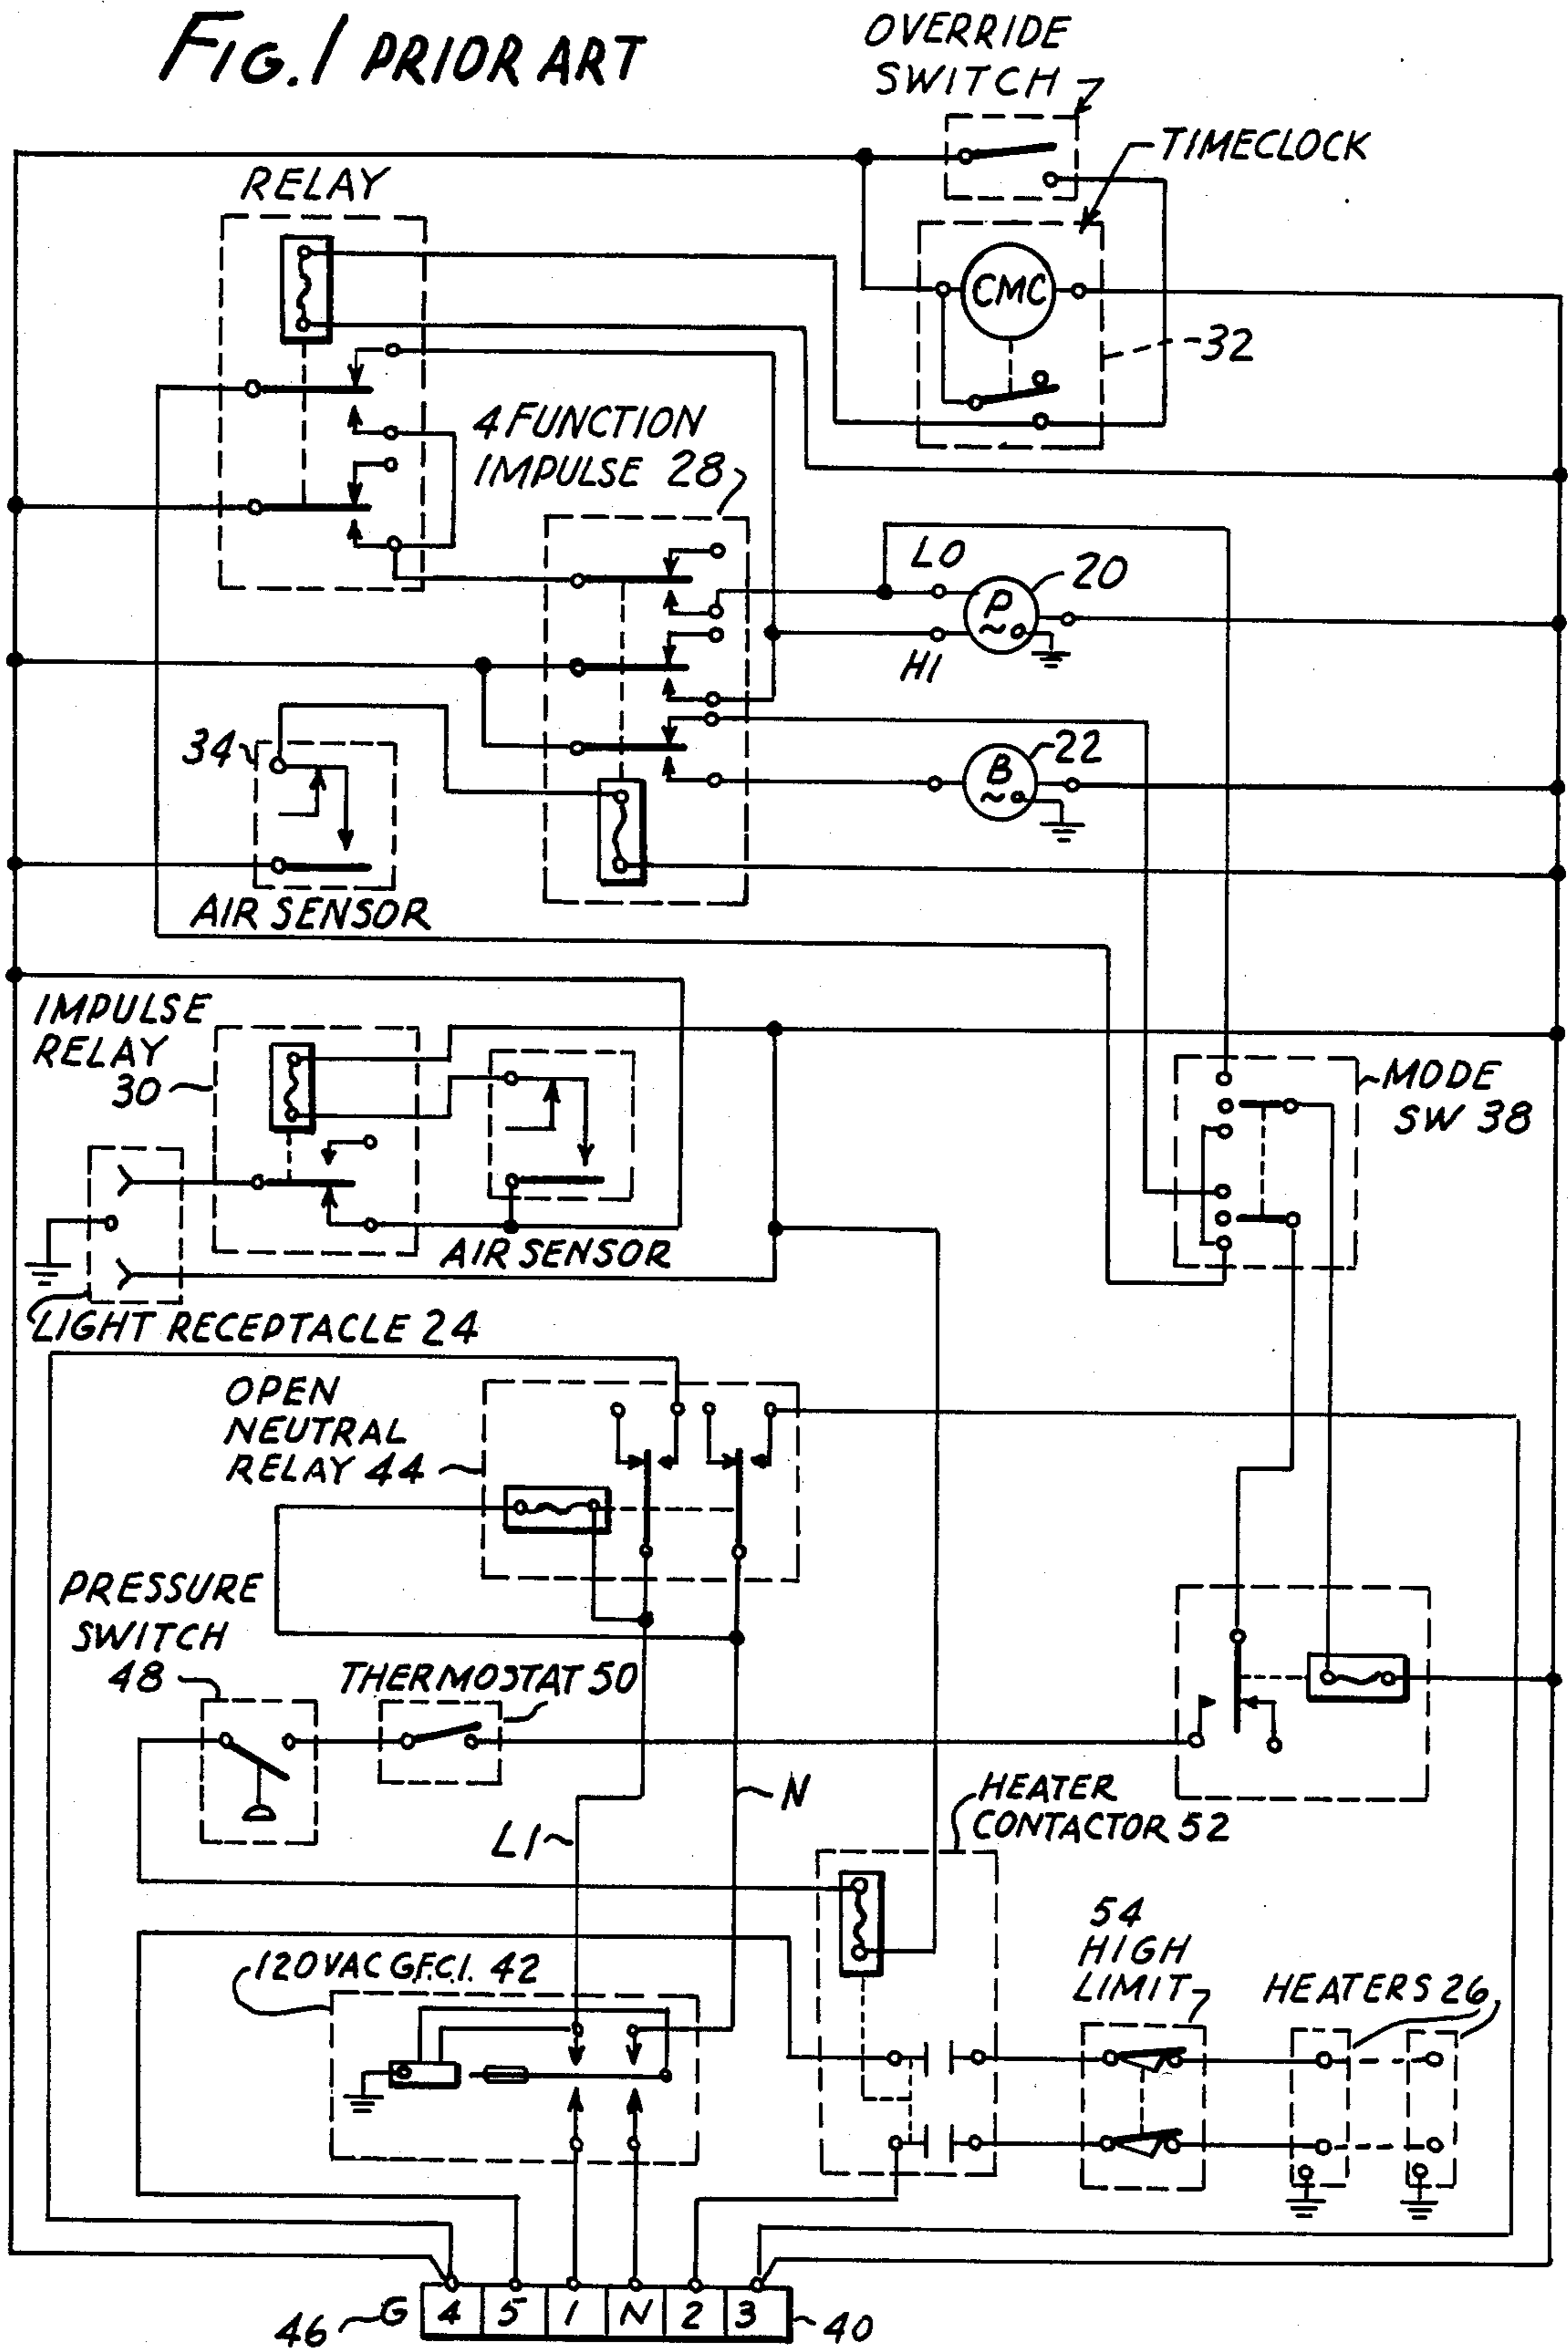 FIG. 1 PRIOR ART
OVERRIDE
SWITCH
TIMECLOCK
RELAY
CMC
32
4 FUNCTION
IMPULSE 28
LO
20
P
~
HI
34
22
B
~
AIR SENSOR
IMPULSE
RELAY
30
MODE
SW 38
AIR SENSOR
LIGHT RECEPTACLE 24
OPEN
NEUTRAL
RELAY 44
PRESSURE
SWITCH
48
THERMOSTAT 50
N
L1
HEATER
CONTACTOR 52
54
HIGH
LIMIT
HEATERS 26
120 VAC G.F.C.I. 42
46
G
4 5 1 N 2 3
40